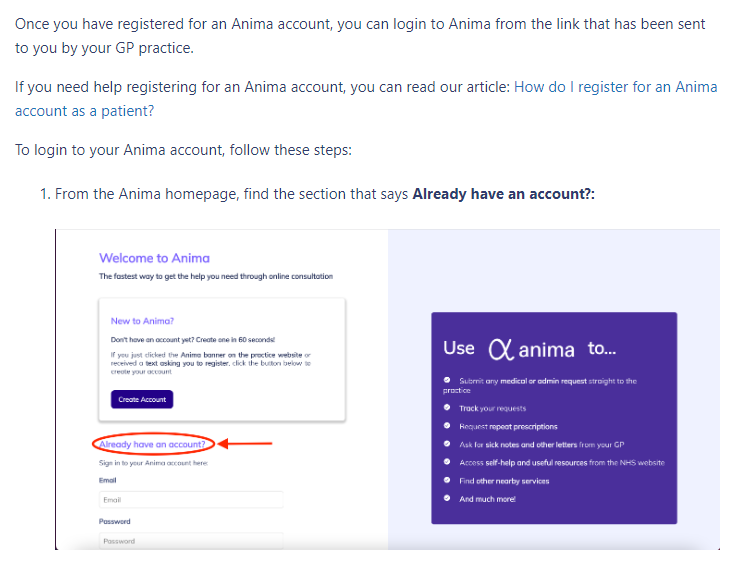 Once you have registered for an Anima account, you can login to Anima from the link that has been sent
to you by your GP practice.
If you need help registering for an Anima account, you can read our article: How do I register for an Anima
account as a patient?
To login to your Anima account, follow these steps:
1. From the Anima homepage, find the section that says Already have an account?:
Welcome to Anima
The fastest way to get the help you need through online consultation
New to Anima?
Don't have an account yet? Create one in 60 seconds!
If you just clicked the Anima banner on the practice website or
received a text asking you to register, click the button below to
create your account
Create Account
Already have an account?
Sign in to your Anima account here:
Email
Email
Password
Password
Use anima to...
Submit any medical or admin request straight to the
practice
Track your requests
Request repeat prescriptions
Ask for sick notes and other letters from your GP
Access self-help and useful resources from the NHS website
Find other nearby services
And much more!